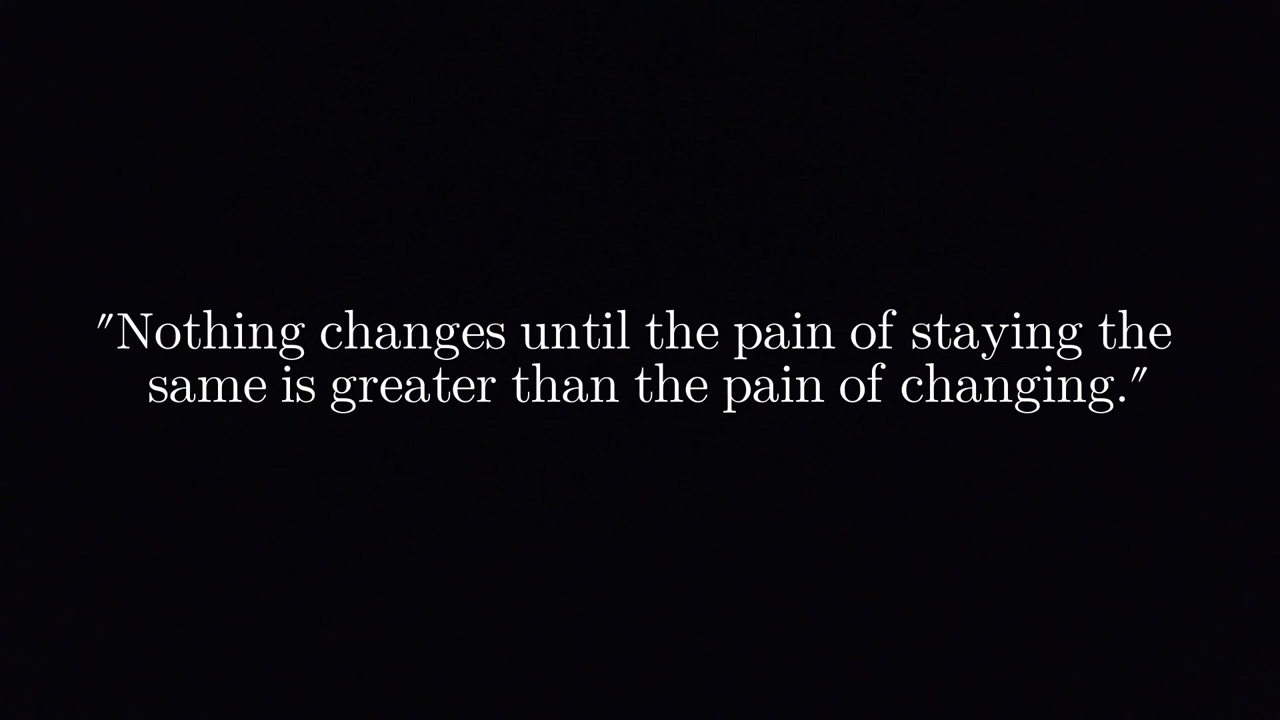 "Nothing changes until the pain of staying the
same is greater than the pain of changing."